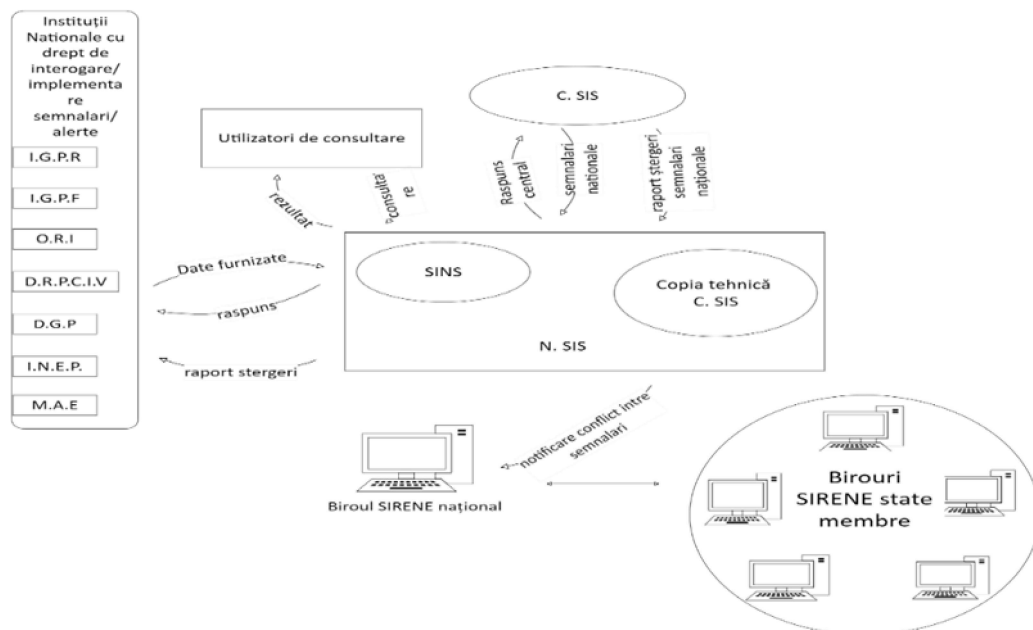 Instituții
Naționale cu
drept de
interogare/
implementa
re
semnalari/
alerte
I.G.P.R
I.G.P.F
O.R.I
D.R.P.C.I.V
D.G.P
I.N.E.P.
M.A.E
Utilizatori de consultare
C. SIS
rezultat
consulta
re
Raspuns
central
semnalari
nationale
raport ștergeri
semnalari
naționale
Date furnizate
raspuns
raport stergeri
SINS
Copia tehnică
C. SIS
N. SIS
notificare conflict intre
semnalari
Biroul SIRENE național
Birouri
SIRENE state
membre